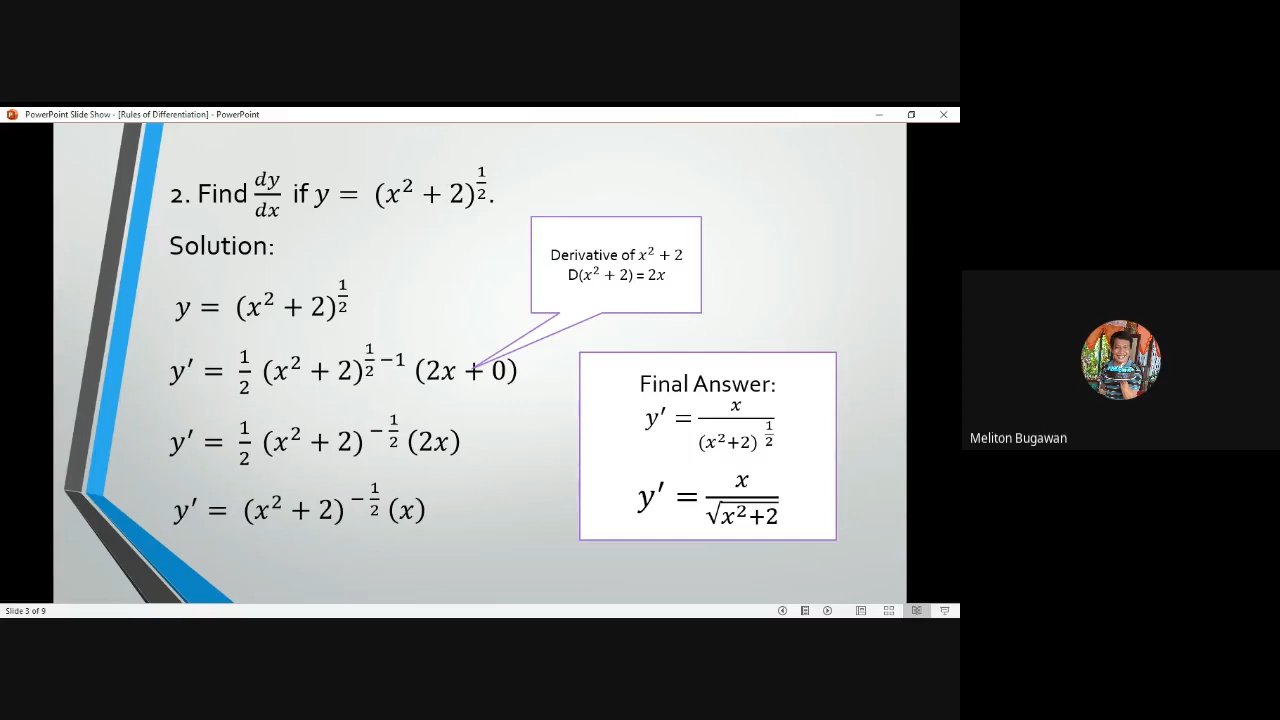 PowerPoint Slide Show - [Rules of Differentiation] - PowerPoint
2. Find dy/dx if y = (x² + 2)^(1/2).
Solution:
y = (x² + 2)^(1/2)
y′ = 1/2 (x² + 2)^(1/2 −1) (2x + 0)
y′ = 1/2 (x² + 2)^(−1/2) (2x)
y′ = (x² + 2)^(−1/2) (x)
Derivative of x² + 2
D(x² + 2) = 2x
Final Answer:
y′ = x/(x²+2)^(1/2)
y′ = x/√(x²+2)
Slide 3 of 9
Meliton Bugawan